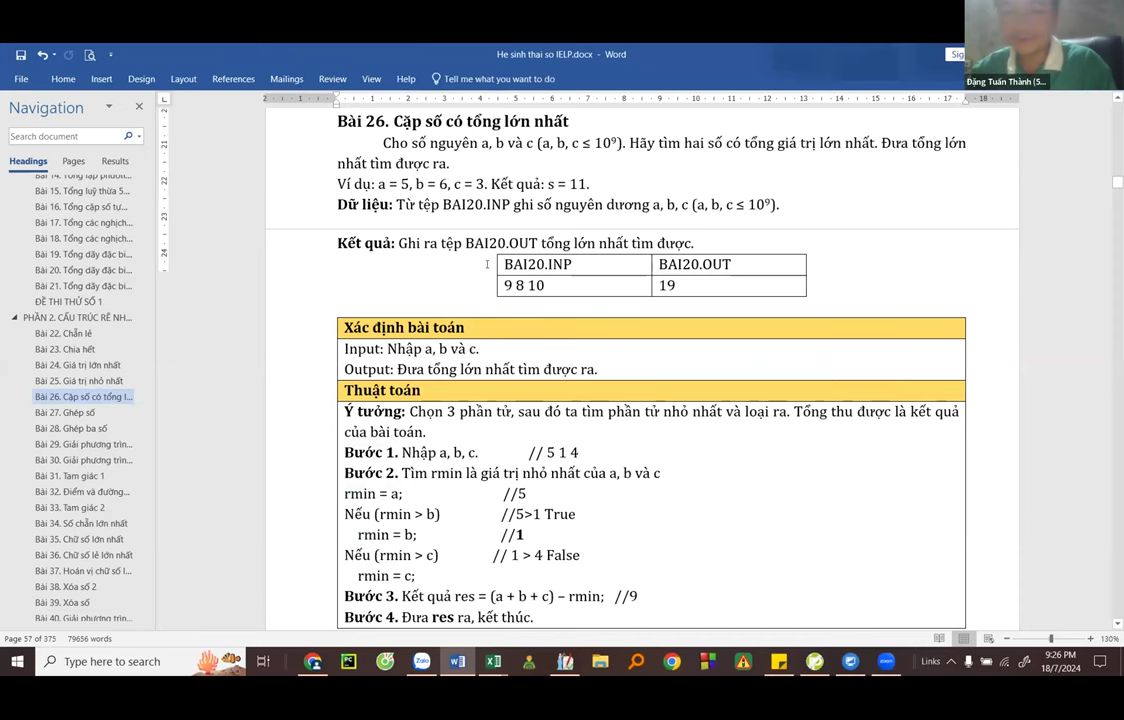 He sinh thai so IELP.docx - Word
Đặng Tuấn Thành (5...
File Home Insert Design Layout References Mailings Review View Help Tell me what you want to do
Navigation
Search document
Headings Pages Results
Bài 14. Tổng lập phươn...
Bài 15. Tổng luỹ thừa 5...
Bài 16. Tổng cặp số tự...
Bài 17. Tổng các nghịch...
Bài 18. Tổng các nghịch...
Bài 19. Tổng dãy đặc bi...
Bài 20. Tổng dãy đặc bi...
Bài 21. Tổng dãy đặc bi...
ĐỀ THI THỬ SỐ 1
PHẦN 2. CẤU TRÚC RẼ NH...
Bài 22. Chẵn lẻ
Bài 23. Chia hết
Bài 24. Giá trị lớn nhất
Bài 25. Giá trị nhỏ nhất
Bài 26. Cặp số có tổng l...
Bài 27. Ghép số
Bài 28. Ghép ba số
Bài 29. Giải phương trìn...
Bài 30. Giải phương trìn...
Bài 31. Tam giác 1
Bài 32. Điểm và đường...
Bài 33. Tam giác 2
Bài 34. Số chẵn lớn nhất
Bài 35. Chữ số lớn nhất
Bài 36. Chữ số lẻ lớn nhất
Bài 37. Hoán vị chữ số l...
Bài 38. Xóa số 2
Bài 39. Xóa số
Bài 40. Giải phương trìn...
Bài 26. Cặp số có tổng lớn nhất
Cho số nguyên a, b và c (a, b, c ≤ 10⁹). Hãy tìm hai số có tổng giá trị lớn nhất. Đưa tổng lớn
nhất tìm được ra.
Ví dụ: a = 5, b = 6, c = 3. Kết quả: s = 11.
Dữ liệu: Từ tệp BAI20.INP ghi số nguyên dương a, b, c (a, b, c ≤ 10⁹).
Kết quả: Ghi ra tệp BAI20.OUT tổng lớn nhất tìm được.
BAI20.INP BAI20.OUT
9 8 10 19
Xác định bài toán
Input: Nhập a, b và c.
Output: Đưa tổng lớn nhất tìm được ra.
Thuật toán
Ý tưởng: Chọn 3 phần tử, sau đó ta tìm phần tử nhỏ nhất và loại ra. Tổng thu được là kết quả
của bài toán.
Bước 1. Nhập a, b, c. // 5 1 4
Bước 2. Tìm rmin là giá trị nhỏ nhất của a, b và c
rmin = a; //5
Nếu (rmin > b) //5>1 True
rmin = b; //1
Nếu (rmin > c) // 1 > 4 False
rmin = c;
Bước 3. Kết quả res = (a + b + c) – rmin; //9
Bước 4. Đưa res ra, kết thúc.
Page 57 of 375 79656 words
130%
Type here to search
Links
9:26 PM
18/7/2024